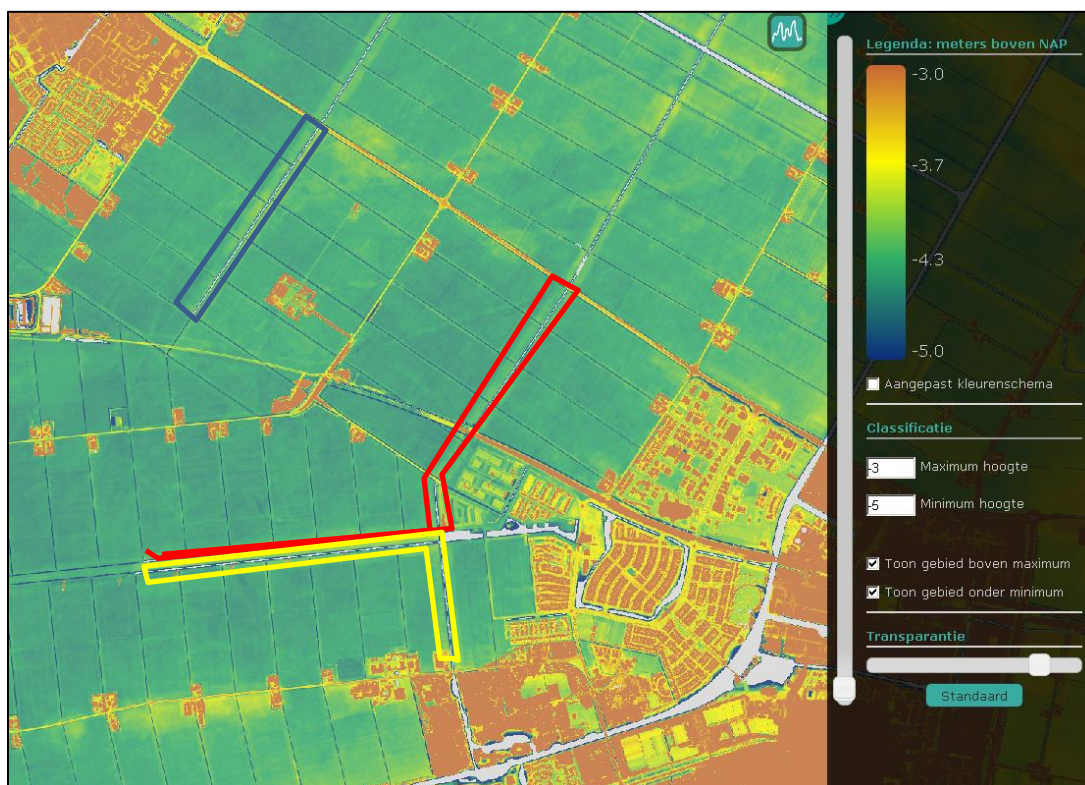 Legenda: meters boven NAP
-3.0
-3.7
-4.3
-5.0
Aangepast kleurenschema
Classificatie
-3 Maximum hoogte
-5 Minimum hoogte
Toon gebied boven maximum
Toon gebied onder minimum
Transparantie
Standaard